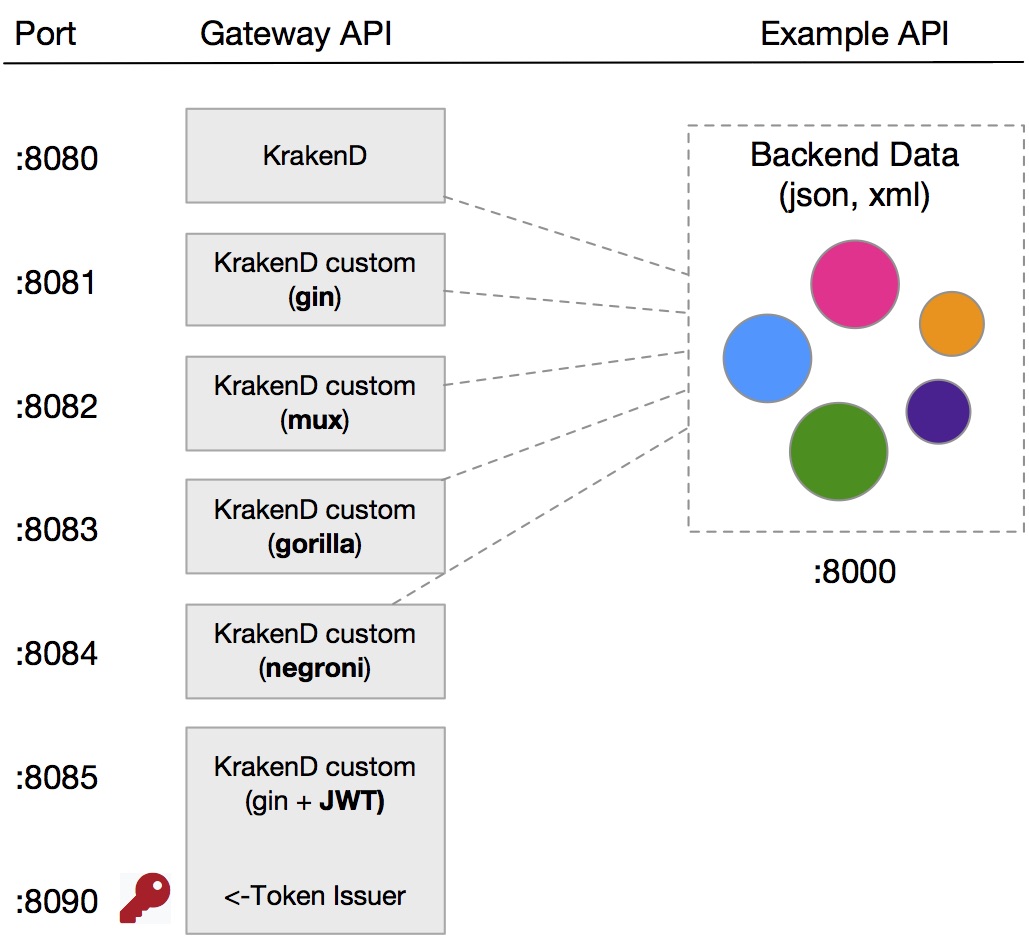 Port Gateway API Example API
:8080 KrakenD
Backend Data
(json, xml)
:8081 KrakenD custom
(gin)
:8082 KrakenD custom
(mux)
:8083 KrakenD custom
(gorilla)
:8000
:8084 KrakenD custom
(negroni)
:8085 KrakenD custom
(gin + JWT)
:8090 <-Token Issuer